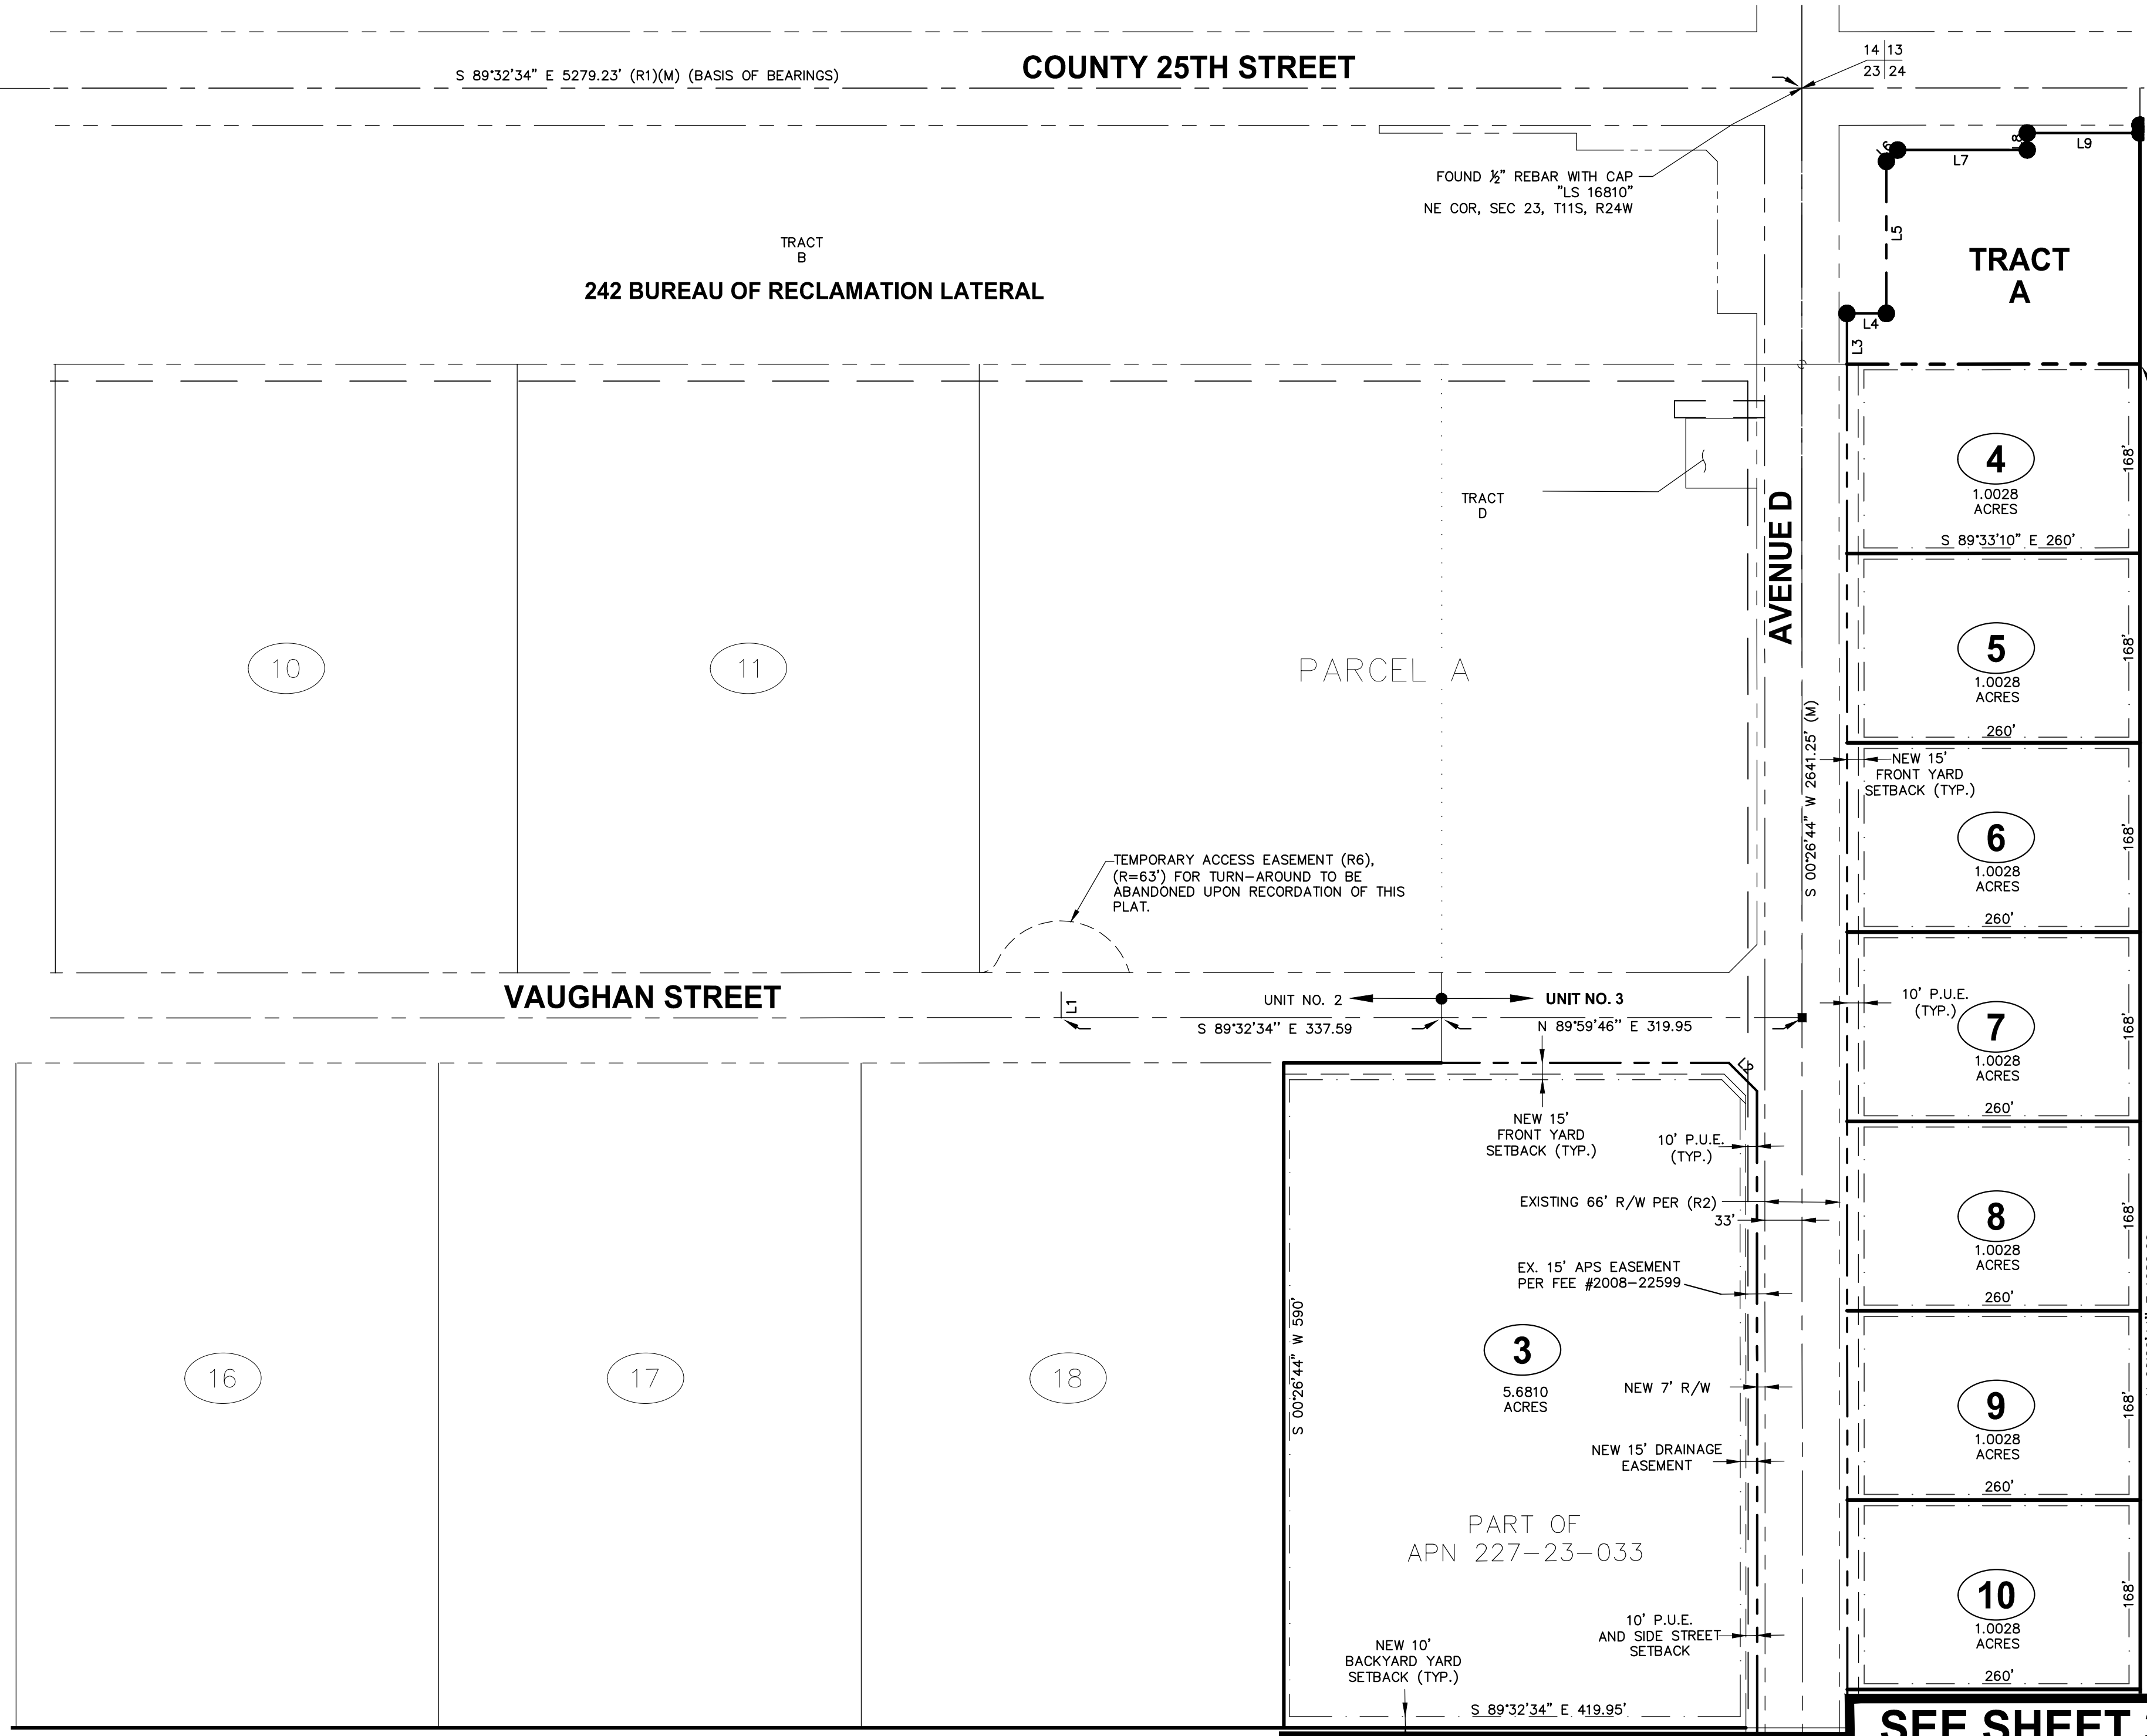 COUNTY 25TH STREET
S 89°32'34" E 5279.23' (R1)(M) (BASIS OF BEARINGS)
14 13
23 24
FOUND ½" REBAR WITH CAP
"LS 16810"
NE COR, SEC 23, T11S, R24W
L6
L7
L8
L9
L5
L4
L3
TRACT
A
TRACT
B
242 BUREAU OF RECLAMATION LATERAL
TRACT
D
AVENUE D
4
1.0028
ACRES
168'
S 89°33'10" E 260'
5
1.0028
ACRES
168'
260'
10
11
PARCEL A
S 00°26'44" W 2641.25' (M)
NEW 15'
FRONT YARD
SETBACK (TYP.)
6
1.0028
ACRES
168'
260'
TEMPORARY ACCESS EASEMENT (R6),
(R=63') FOR TURN-AROUND TO BE
ABANDONED UPON RECORDATION OF THIS
PLAT.
VAUGHAN STREET
L1
UNIT NO. 2
UNIT NO. 3
S 89°32'34'' E 337.59
N 89°59'46'' E 319.95
10' P.U.E.
(TYP.)
7
1.0028
ACRES
168'
260'
L2
NEW 15'
FRONT YARD
SETBACK (TYP.)
10' P.U.E.
(TYP.)
EXISTING 66' R/W PER (R2)
33'
8
1.0028
ACRES
168'
260'
EX. 15' APS EASEMENT
PER FEE #2008-22599
S 00°26'44" W 590'
16
17
18
3
5.6810
ACRES
NEW 7' R/W
NEW 15' DRAINAGE
EASEMENT
9
1.0028
ACRES
168'
260'
PART OF
APN 227-23-033
10' P.U.E.
AND SIDE STREET
SETBACK
NEW 10'
BACKYARD YARD
SETBACK (TYP.)
S 89°32'34" E 419.95'
10
1.0028
ACRES
168'
260'
SEE SHEET